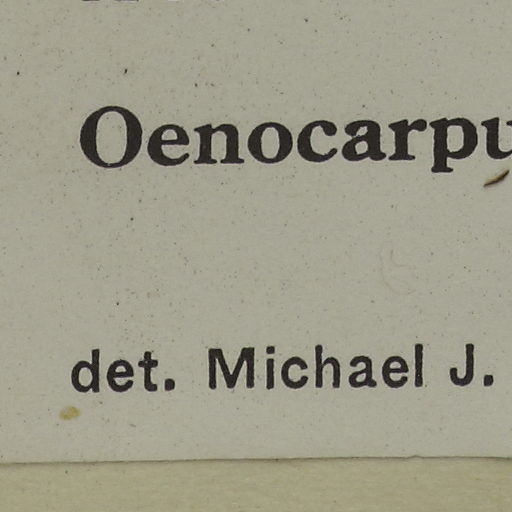 Oenocarpu
det. Michael J.